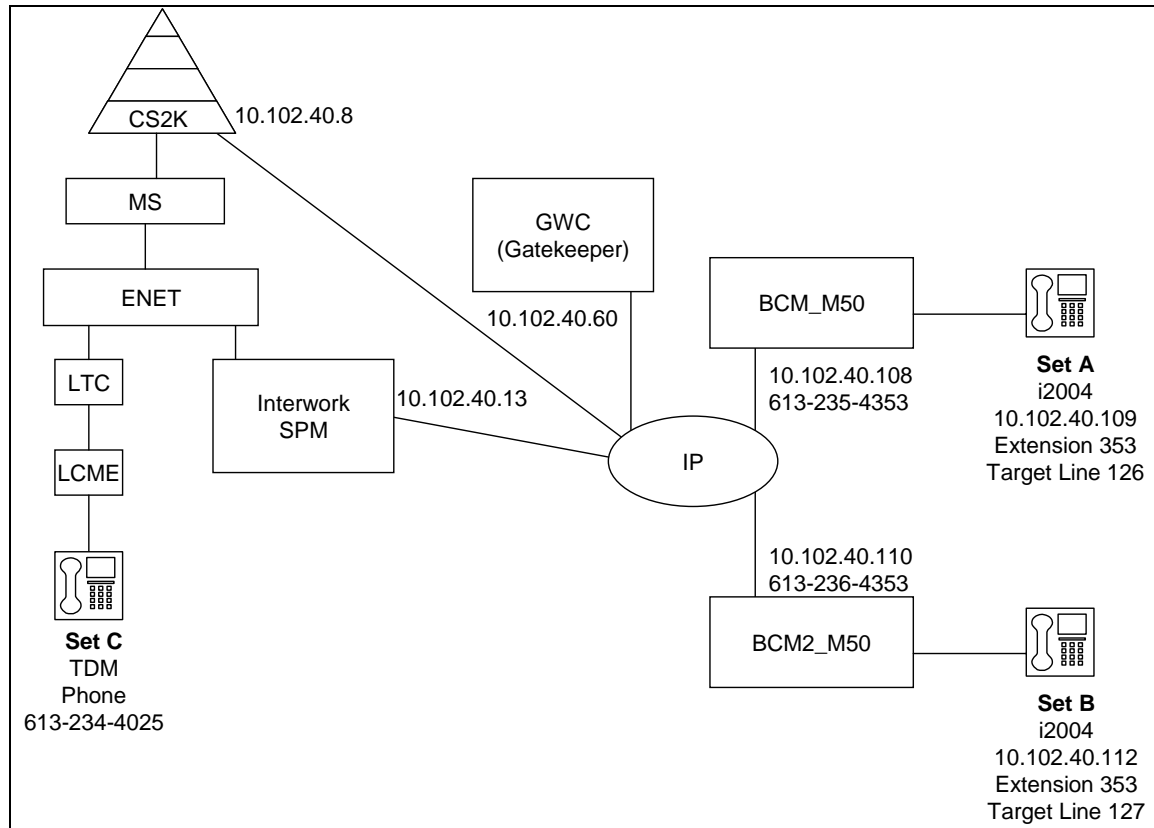 CS2K
10.102.40.8
MS
GWC
(Gatekeeper)
ENET
BCM_M50
10.102.40.60
LTC
Interwork
SPM
10.102.40.13
10.102.40.108
613-235-4353
Set A
i2004
10.102.40.109
Extension 353
Target Line 126
LCME
IP
10.102.40.110
613-236-4353
Set C
TDM
Phone
613-234-4025
BCM2_M50
Set B
i2004
10.102.40.112
Extension 353
Target Line 127